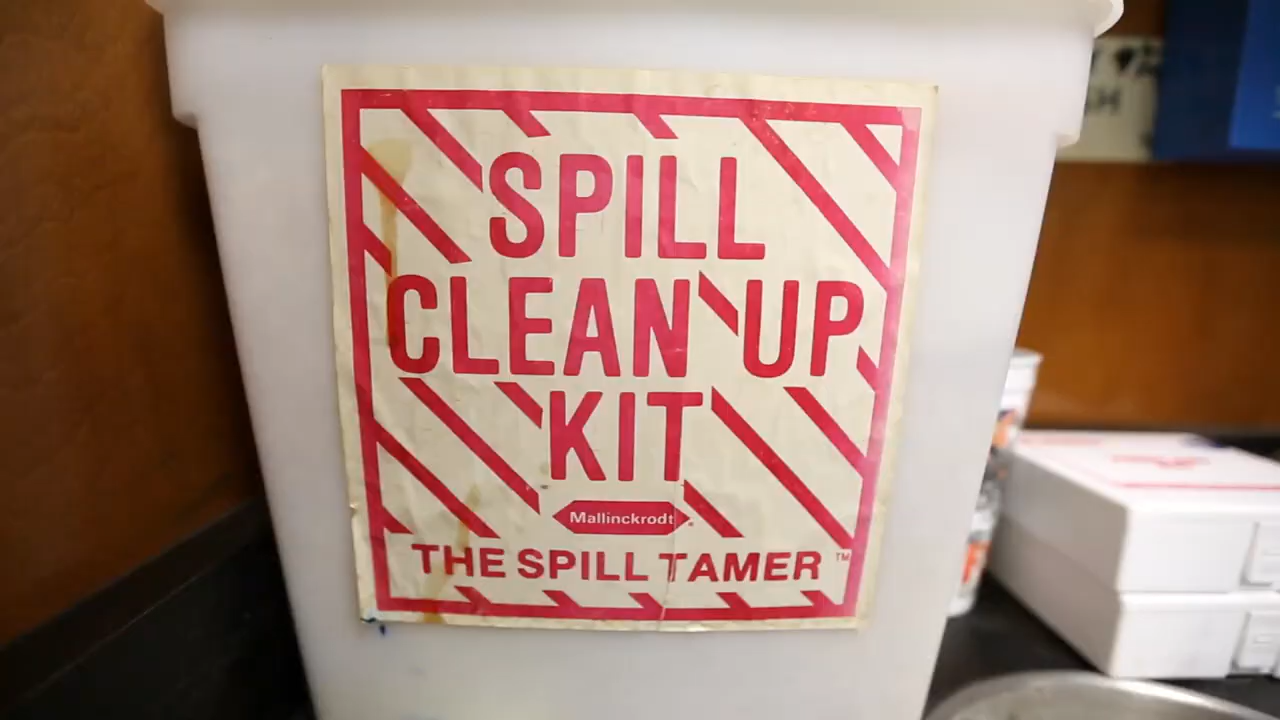 SPILL
CLEAN UP
KIT
Mallinckrodt
THE SPILL TAMER™